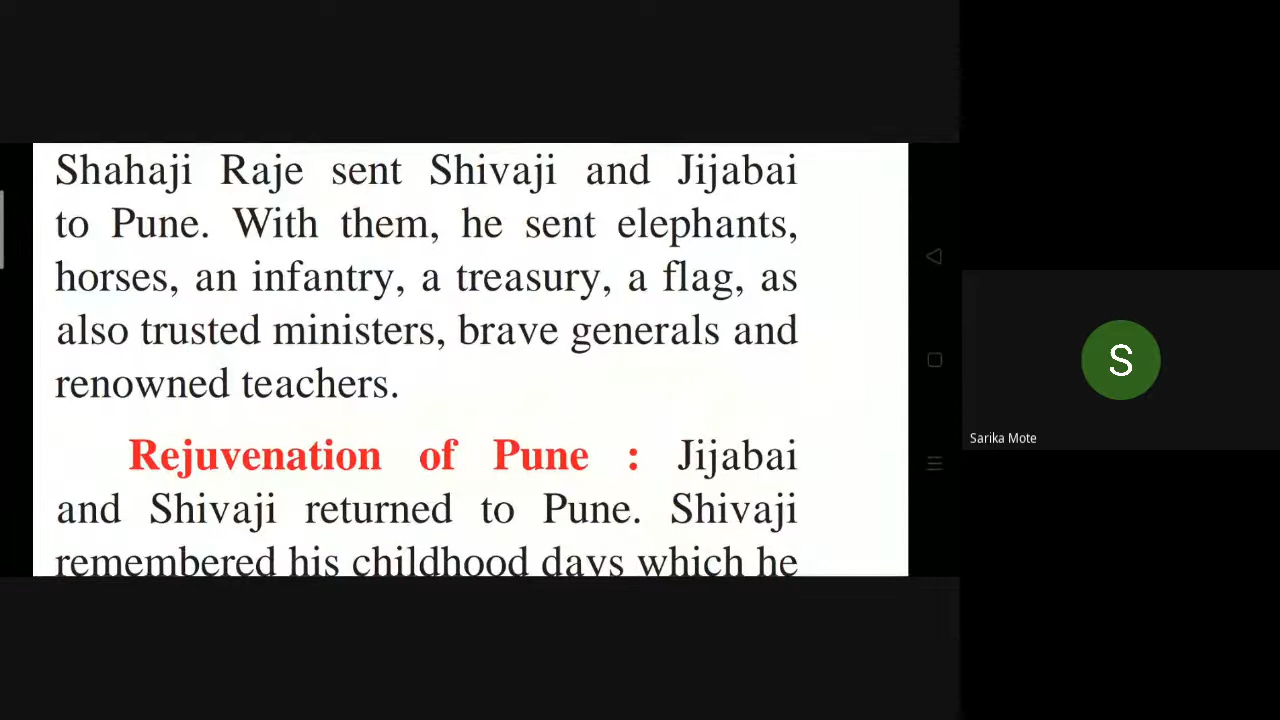 Shahaji Raje sent Shivaji and Jijabai
to Pune. With them, he sent elephants,
horses, an infantry, a treasury, a flag, as
also trusted ministers, brave generals and
renowned teachers.
Rejuvenation of Pune : Jijabai
and Shivaji returned to Pune. Shivaji
remembered his childhood days which he
S
Sarika Mote